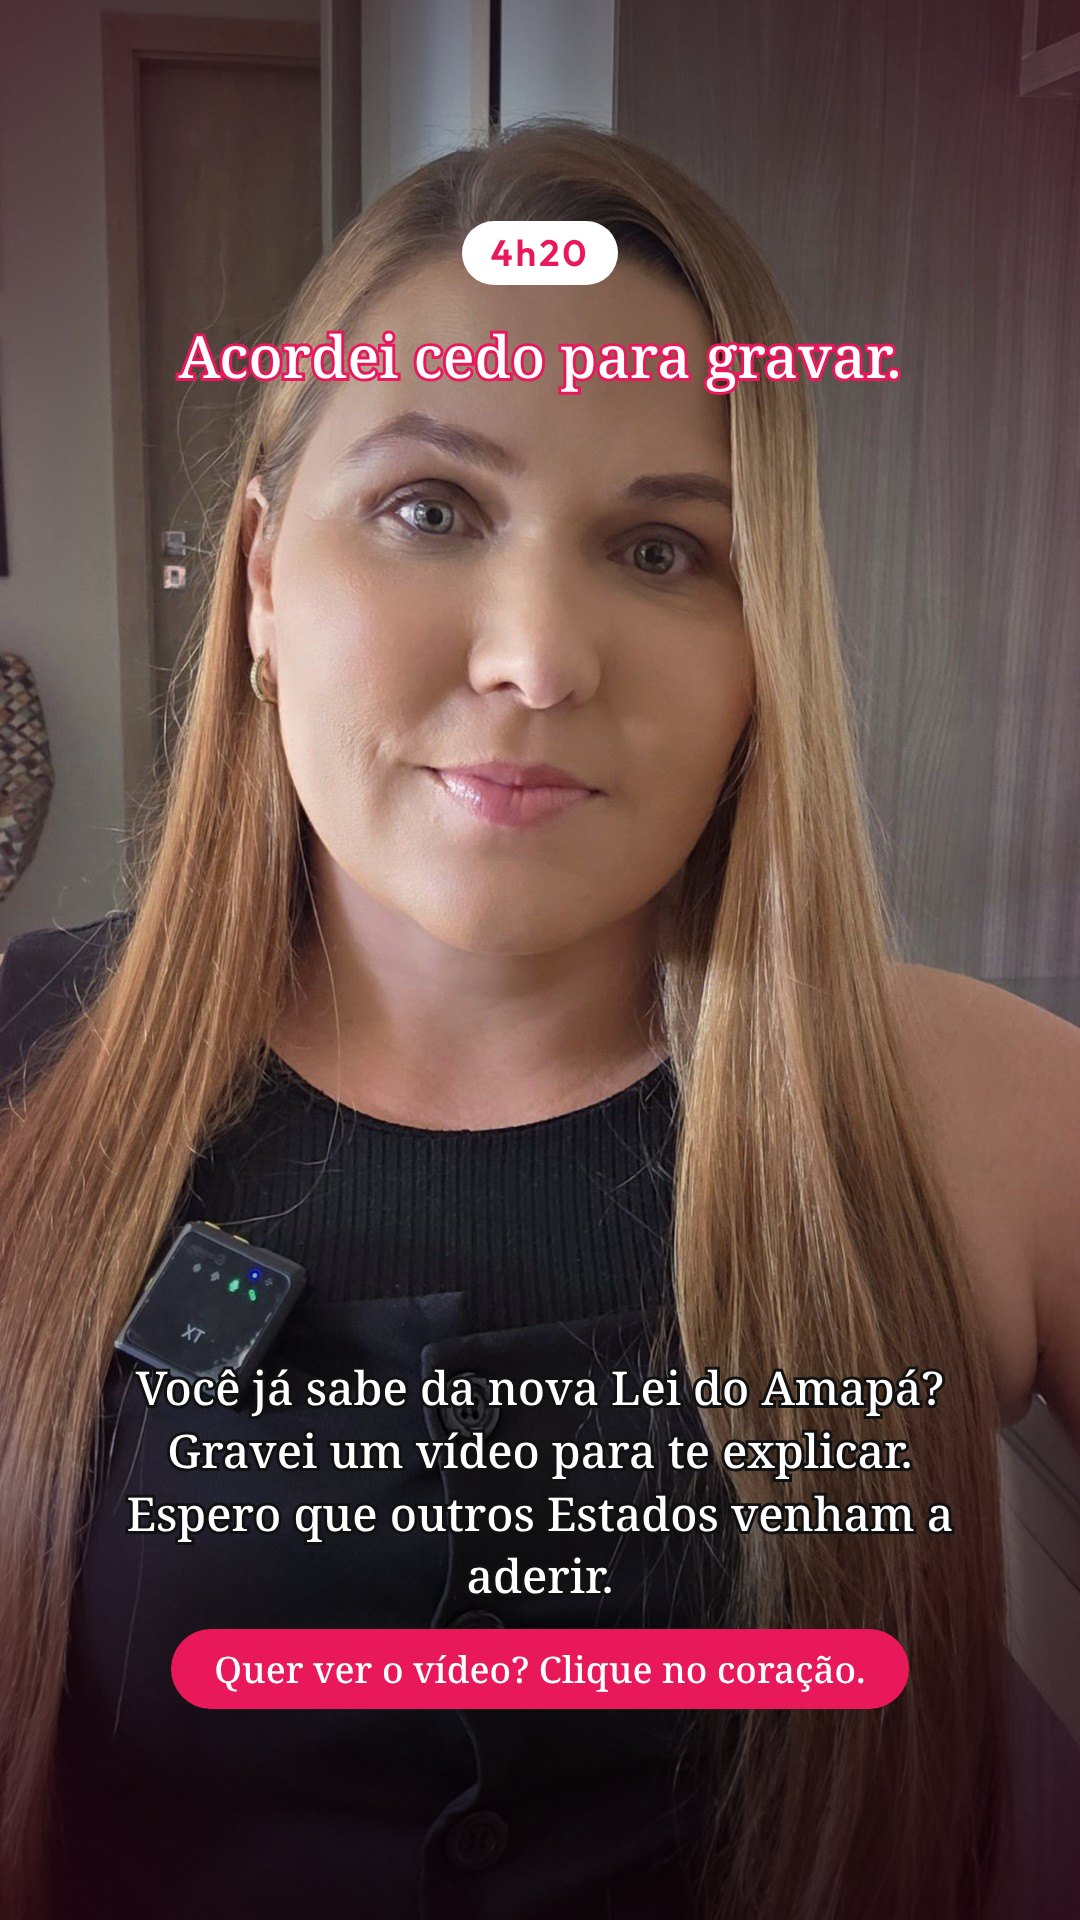 4h20
Acordei cedo para gravar.
XT
Você já sabe da nova Lei do Amapá?
Gravei um vídeo para te explicar.
Espero que outros Estados venham a
aderir.
Quer ver o vídeo? Clique no coração.